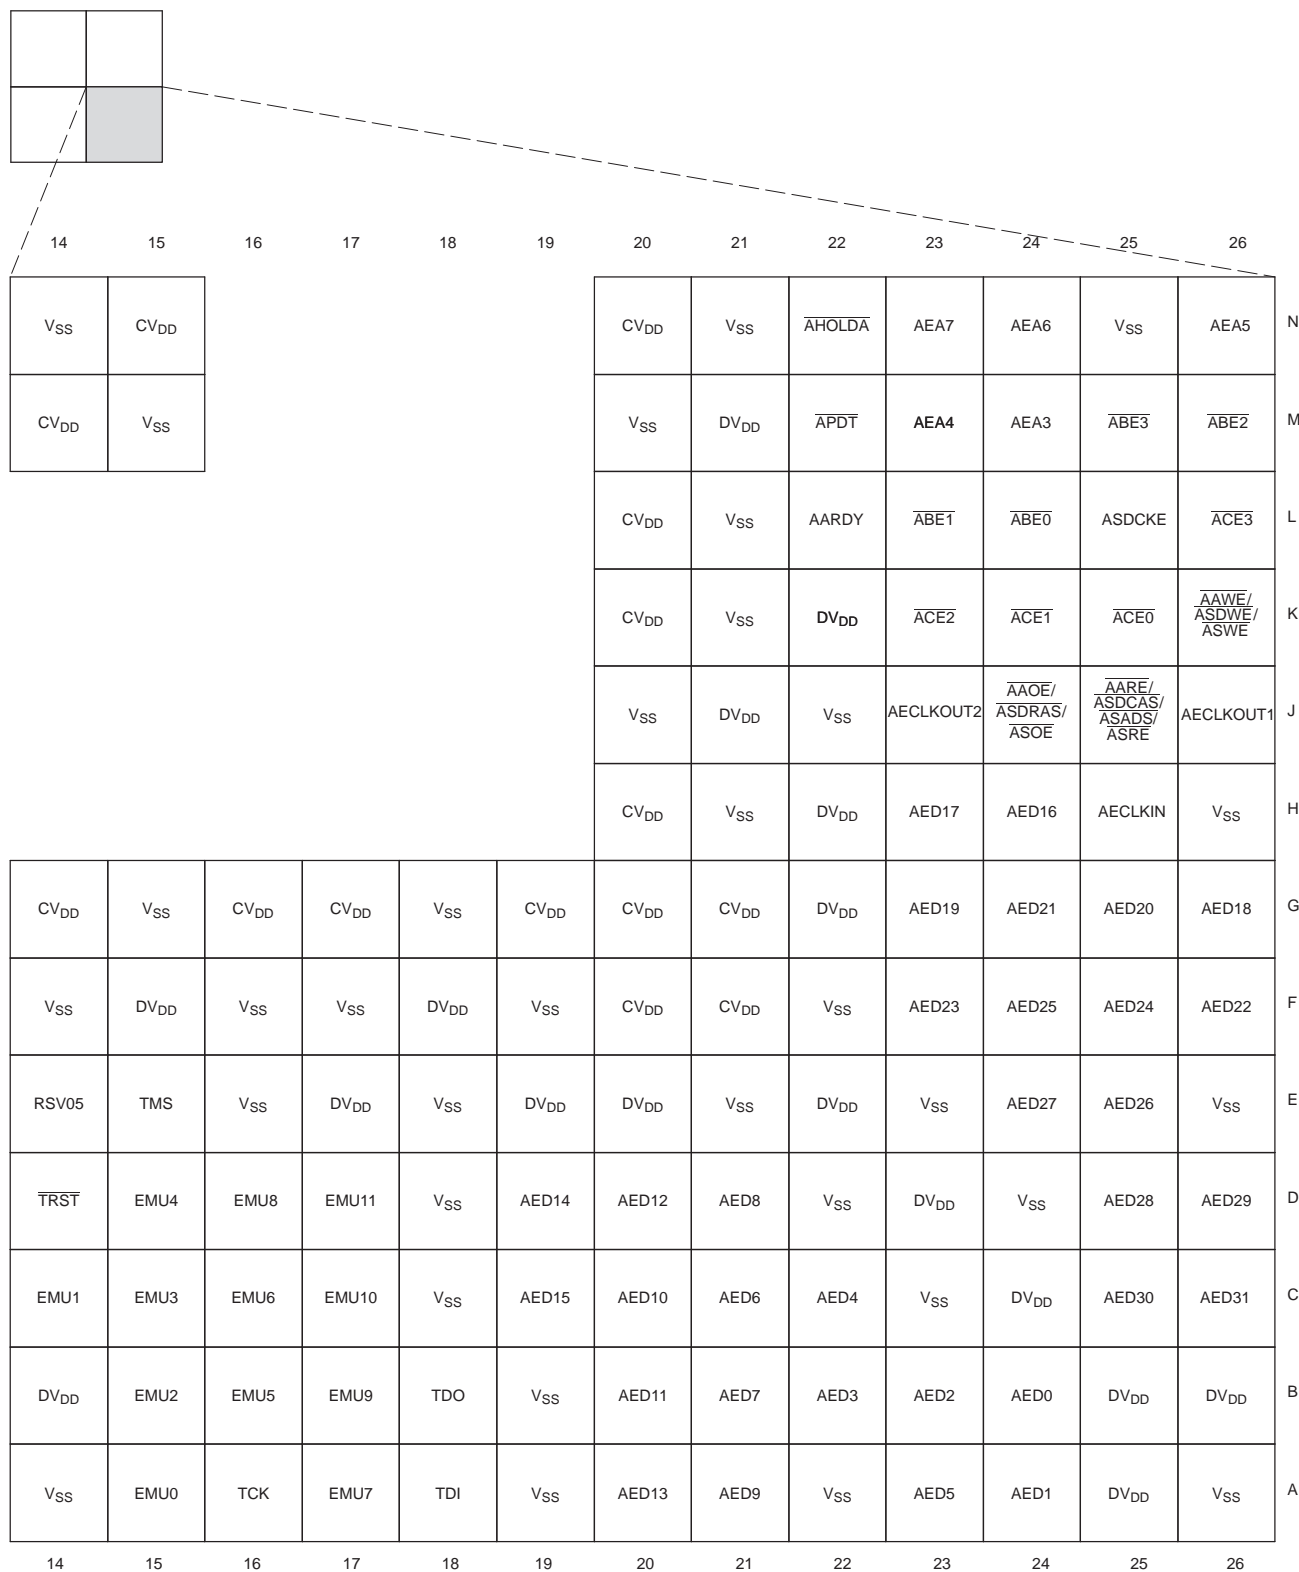 14 15 16 17 18 19 20 21 22 23 24 25 26
VSS CVDD CVDD VSS AHOLDA AEA7 AEA6 VSS AEA5 N
CVDD VSS VSS DVDD APDT AEA4 AEA3 ABE3 ABE2 M
CVDD VSS AARDY ABE1 ABE0 ASDCKE ACE3 L
CVDD VSS DVDD ACE2 ACE1 ACE0 AAWE/ ASDWE/ ASWE K
VSS DVDD VSS AECLKOUT2 AAOE/ ASDRAS/ ASOE AARE/ ASDCAS/ ASADS/ ASRE AECLKOUT1 J
CVDD VSS DVDD AED17 AED16 AECLKIN VSS H
CVDD VSS CVDD CVDD VSS CVDD CVDD CVDD DVDD AED19 AED21 AED20 AED18 G
VSS DVDD VSS VSS DVDD VSS CVDD CVDD VSS AED23 AED25 AED24 AED22 F
RSV05 TMS VSS DVDD VSS DVDD DVDD VSS DVDD VSS AED27 AED26 VSS E
TRST EMU4 EMU8 EMU11 VSS AED14 AED12 AED8 VSS DVDD VSS AED28 AED29 D
EMU1 EMU3 EMU6 EMU10 VSS AED15 AED10 AED6 AED4 VSS DVDD AED30 AED31 C
DVDD EMU2 EMU5 EMU9 TDO VSS AED11 AED7 AED3 AED2 AED0 DVDD DVDD B
VSS EMU0 TCK EMU7 TDI VSS AED13 AED9 VSS AED5 AED1 DVDD VSS A
14 15 16 17 18 19 20 21 22 23 24 25 26